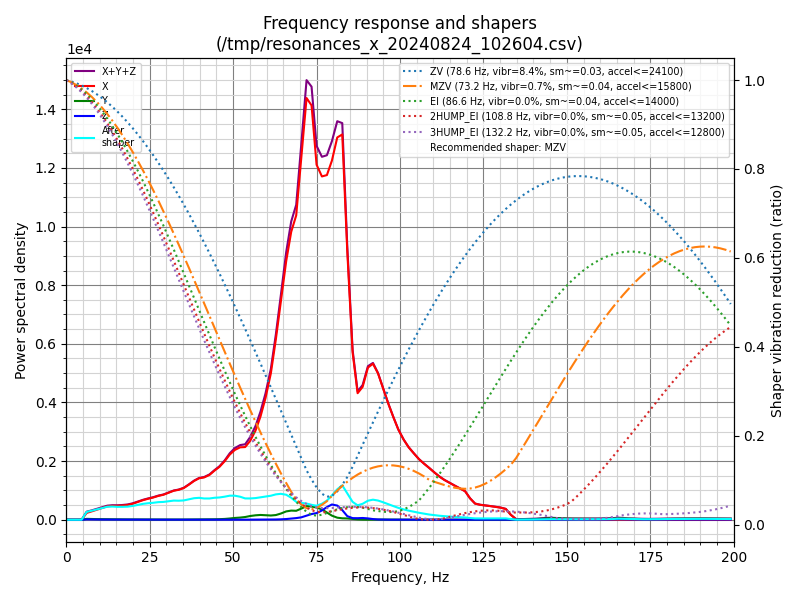 Frequency response and shapers
(/tmp/resonances_x_20240824_102604.csv)
1e4
X+Y+Z
X
Y
Z
After
shaper
ZV (78.6 Hz, vibr=8.4%, sm~=0.03, accel<=24100)
MZV (73.2 Hz, vibr=0.7%, sm~=0.04, accel<=15800)
EI (86.6 Hz, vibr=0.0%, sm~=0.04, accel<=14000)
2HUMP_EI (108.8 Hz, vibr=0.0%, sm~=0.05, accel<=13200)
3HUMP_EI (132.2 Hz, vibr=0.0%, sm~=0.05, accel<=12800)
Recommended shaper: MZV
Power spectral density
1.4
1.2
1.0
0.8
0.6
0.4
0.2
0.0
1.0
0.8
0.6
0.4
0.2
0.0
Shaper vibration reduction (ratio)
0 25 50 75 100 125 150 175 200
Frequency, Hz